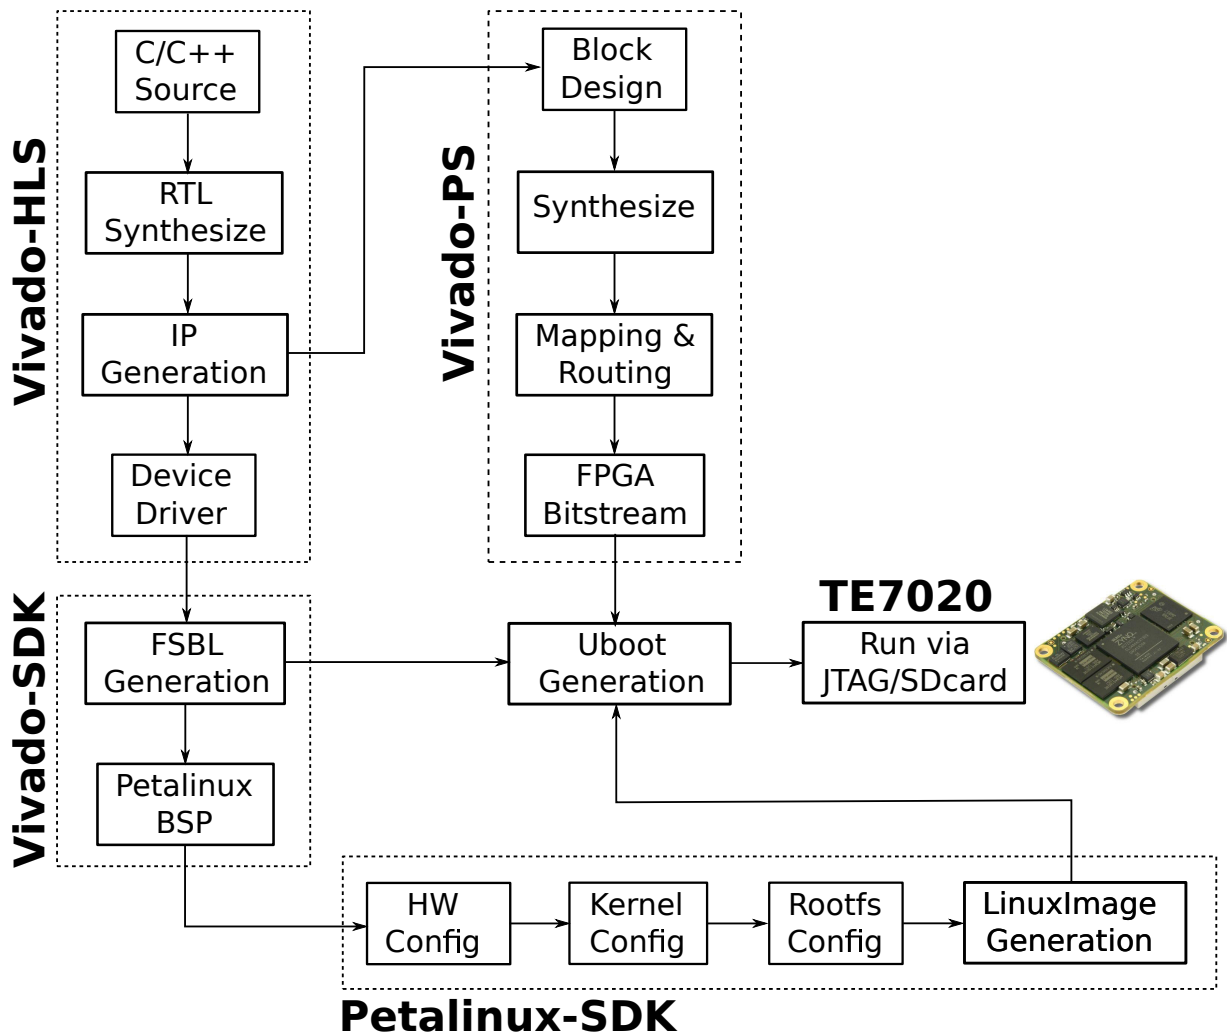 Vivado-HLS
C/C++
Source
RTL
Synthesize
IP
Generation
Device
Driver
Vivado-PS
Block
Design
Synthesize
Mapping &
Routing
FPGA
Bitstream
Vivado-SDK
FSBL
Generation
Petalinux
BSP
Uboot
Generation
TE7020
Run via
JTAG/SDcard
HW
Config
Kernel
Config
Rootfs
Config
LinuxImage
Generation
Petalinux-SDK